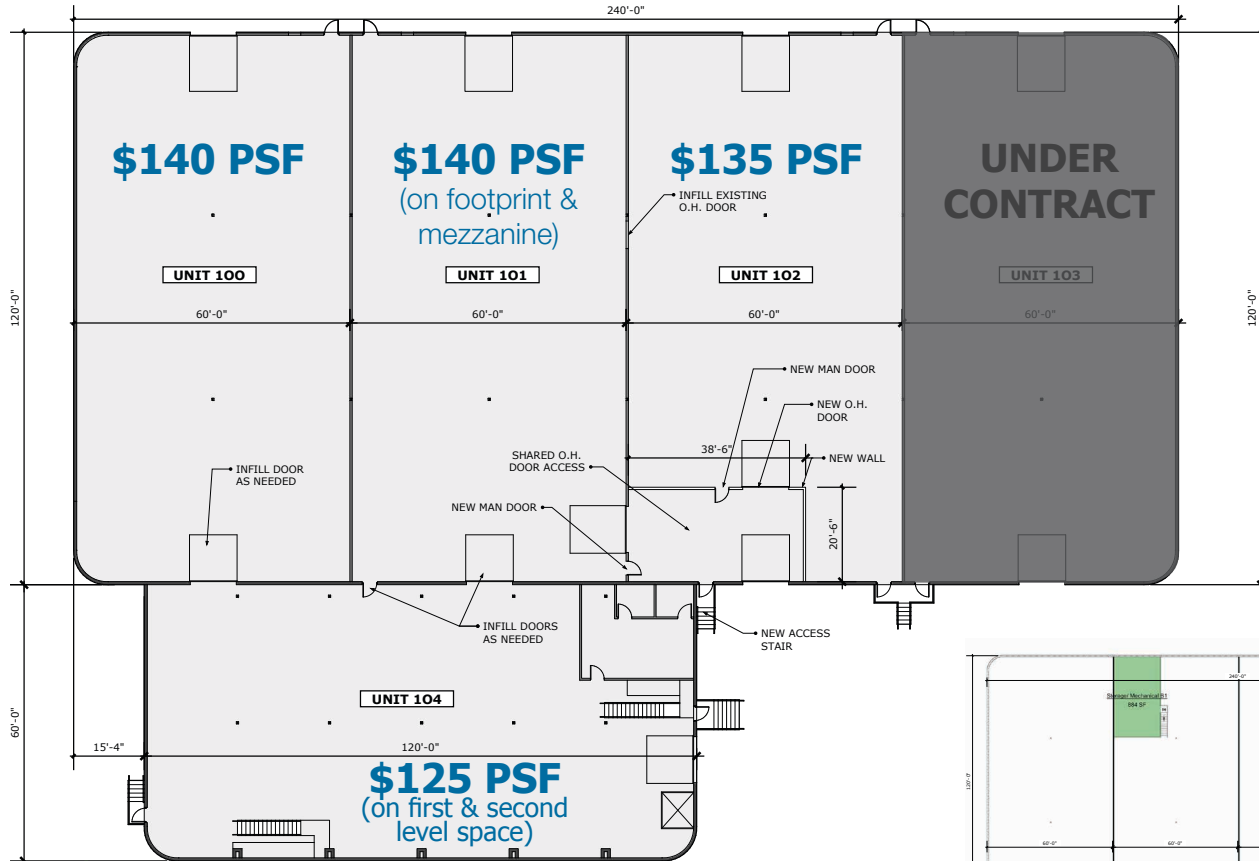 240'-0"
$140 PSF
$140 PSF
(on footprint &
mezzanine)
$135 PSF
UNDER
CONTRACT
INFILL EXISTING
O.H. DOOR
UNIT 100
UNIT 101
UNIT 102
UNIT 103
120'-0"
120'-0"
60'-0"
60'-0"
60'-0"
60'-0"
NEW MAN DOOR
NEW O.H.
DOOR
SHARED O.H.
DOOR ACCESS
38'-6"
NEW WALL
INFILL DOOR
AS NEEDED
NEW MAN DOOR
20'-6"
INFILL DOORS
AS NEEDED
NEW ACCESS
STAIR
UNIT 104
60'-0"
15'-4"
120'-0"
$125 PSF
(on first & second
level space)
240'-0"
Storage/ Mechanical S1
884 SF
120'-0"
60'-0"
60'-0"